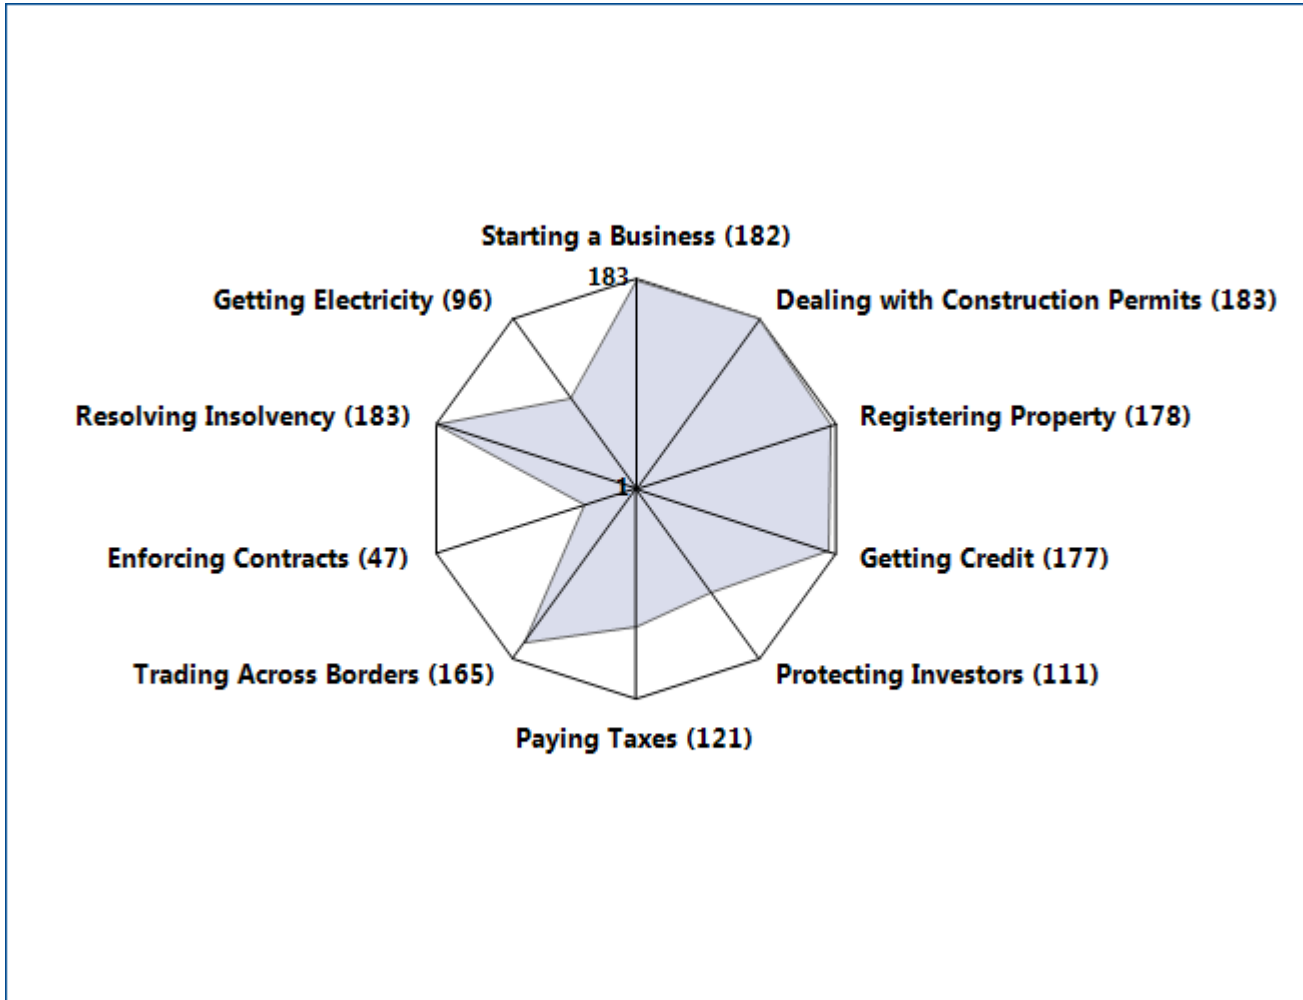 Starting a Business (182)
183
Getting Electricity (96)
Dealing with Construction Permits (183)
Resolving Insolvency (183)
Registering Property (178)
1
Enforcing Contracts (47)
Getting Credit (177)
Trading Across Borders (165)
Protecting Investors (111)
Paying Taxes (121)